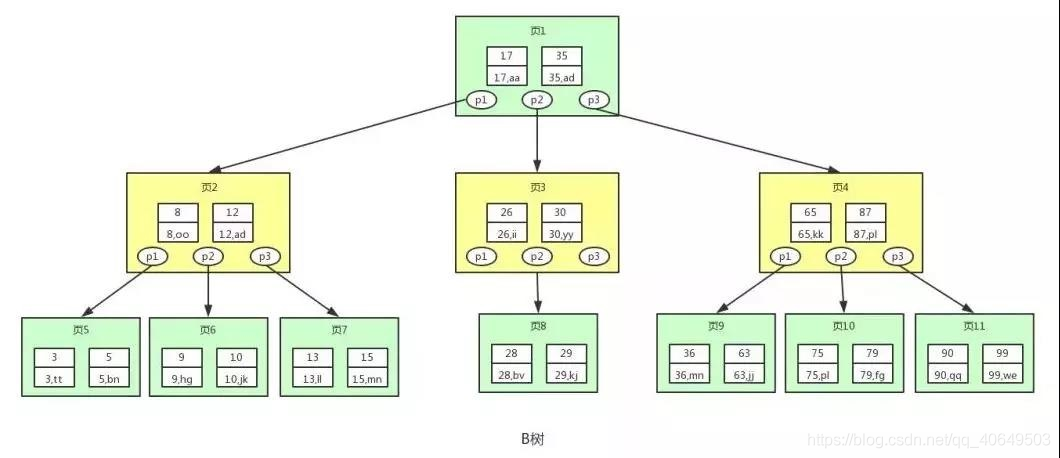 页1
17 35
17,aa 35,ad
p1 p2 p3
页2 页3 页4
8 12 26 30 65 87
8,oo 12,ad 26,ii 30,yy 65,kk 87,pl
p1 p2 p3 p1 p2 p3 p1 p2 p3
页5 页6 页7 页8 页9 页10 页11
3 5 9 10 13 15 28 29 36 63 75 79 90 99
3,tt 5,bn 9,hg 10,jk 13,ll 15,mn 28,bv 29,kj 36,mn 63,jj 75,pl 79,fg 90,qq 99,we
B树
https://blog.csdn.net/qq_40649503